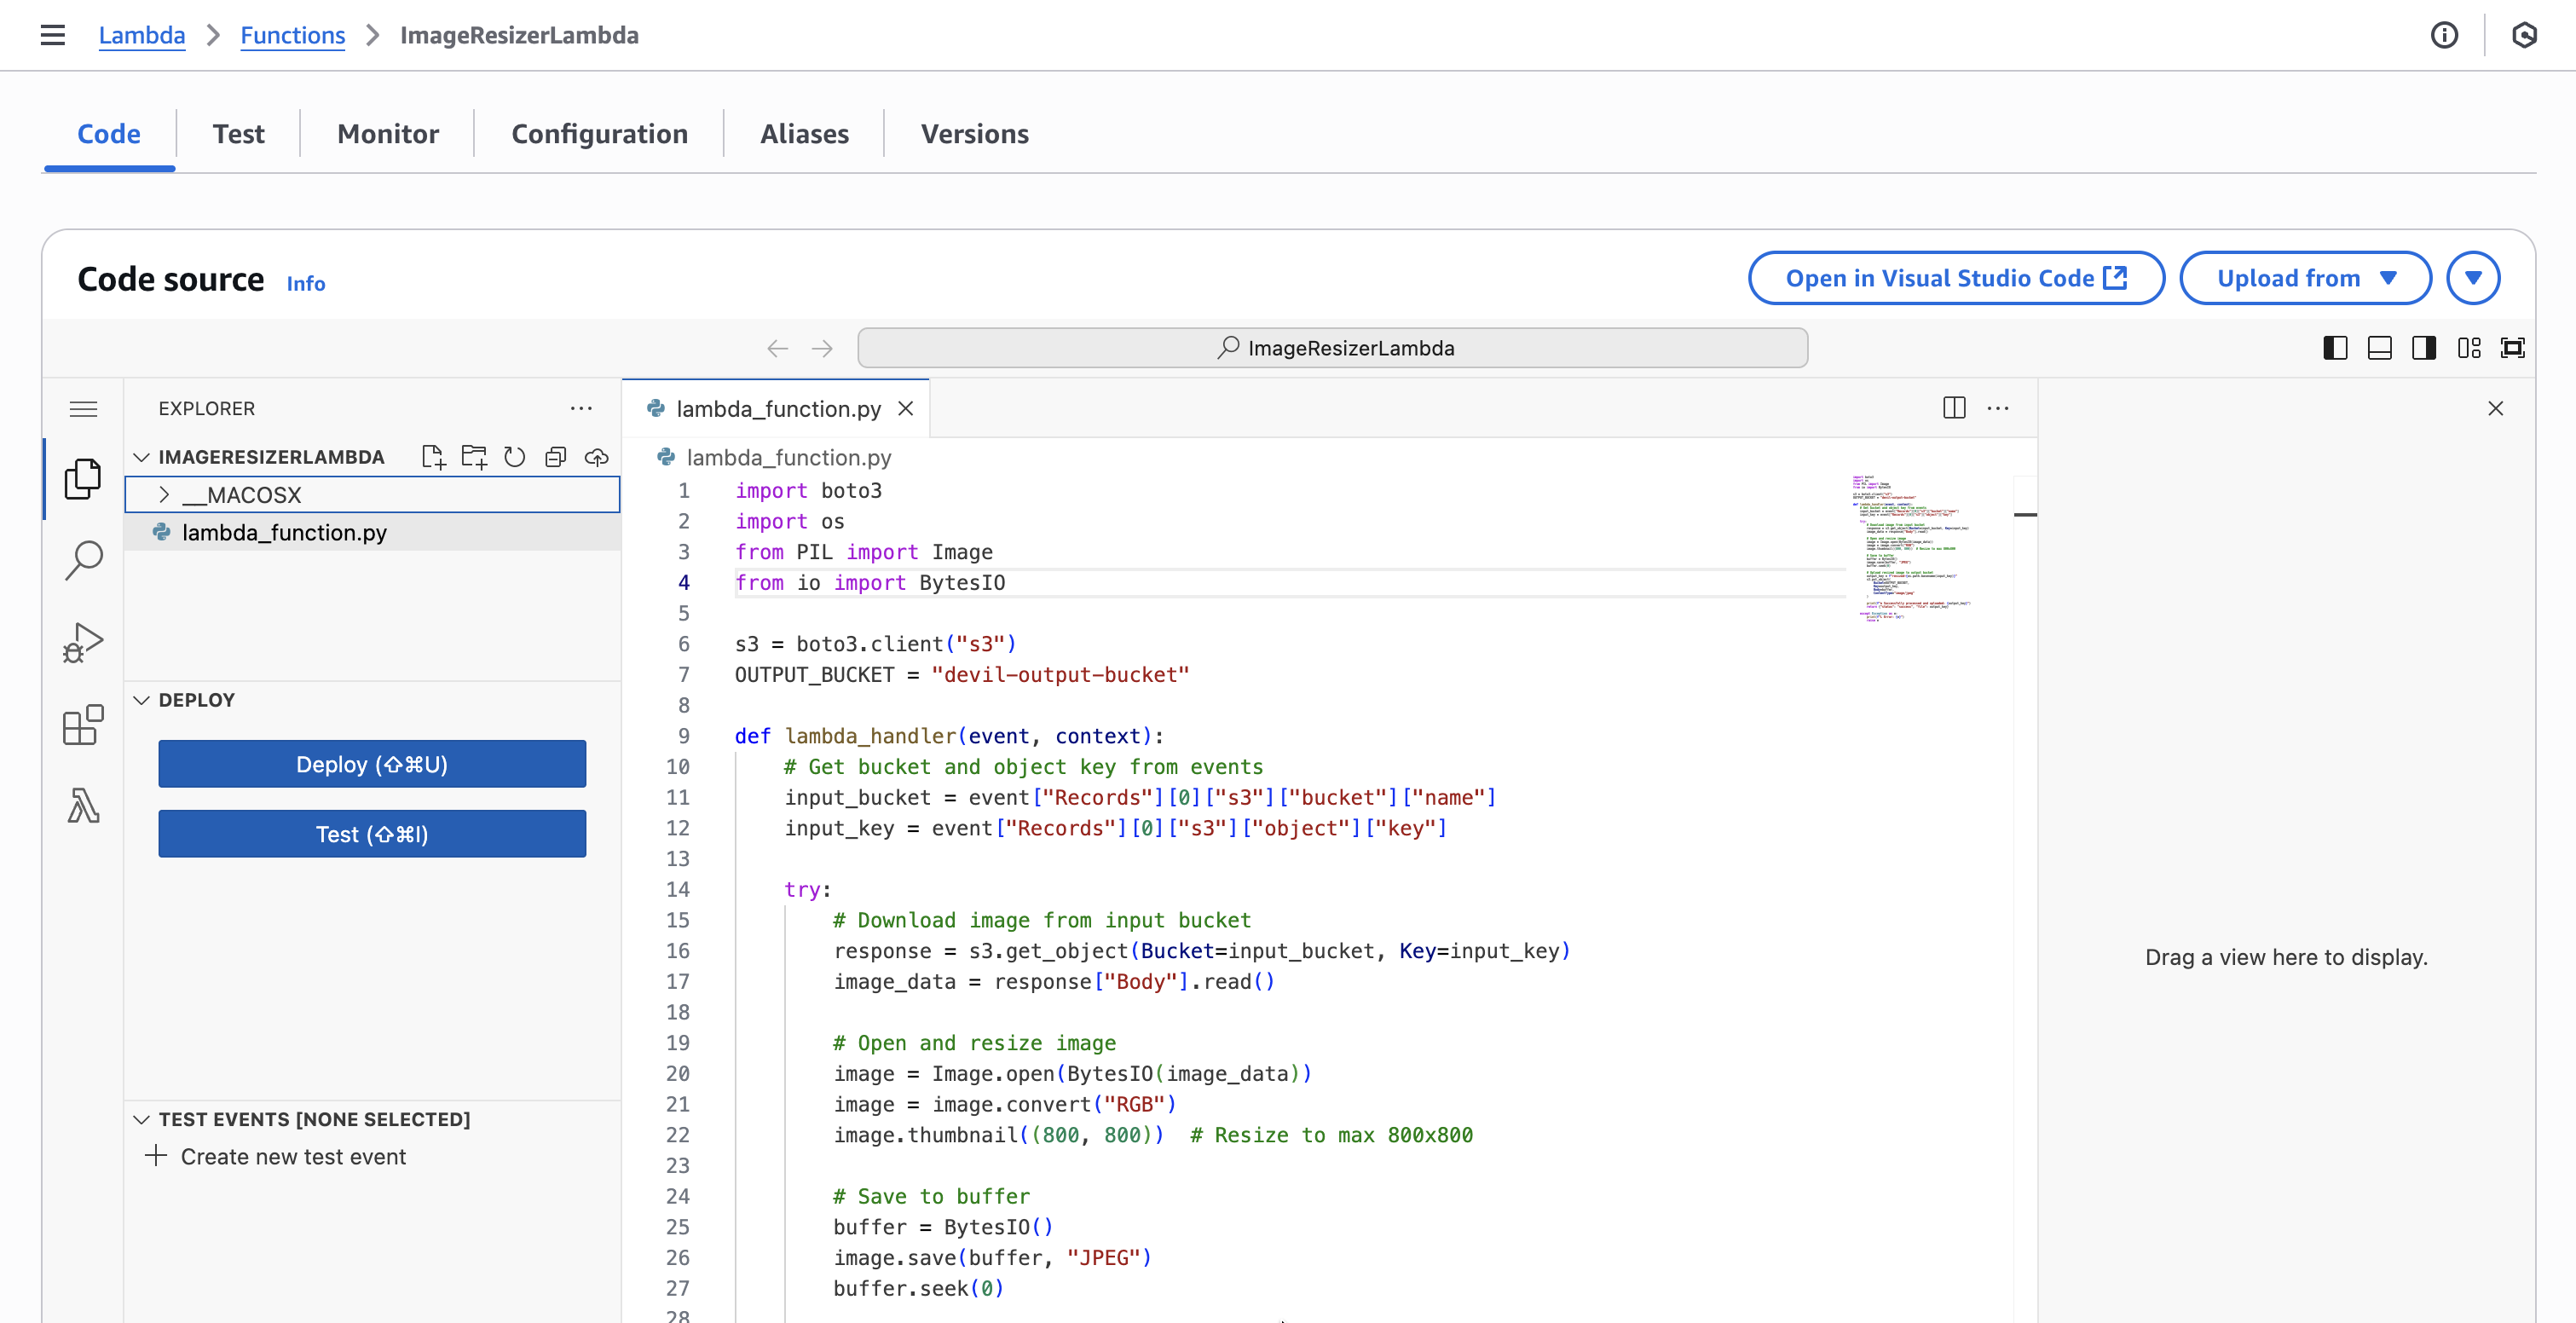 Lambda > Functions > ImageResizerLambda
Code
Test
Monitor
Configuration
Aliases
Versions
Code source Info
Open in Visual Studio Code
Upload from
ImageResizerLambda
EXPLORER
IMAGERESIZERLAMBDA
__MACOSX
lambda_function.py
DEPLOY
Deploy (⇧⌘U)
Test (⇧⌘I)
TEST EVENTS [NONE SELECTED]
Create new test event
lambda_function.py
lambda_function.py
1 import boto3
2 import os
3 from PIL import Image
4 from io import BytesIO
5
6 s3 = boto3.client("s3")
7 OUTPUT_BUCKET = "devil-output-bucket"
8
9 def lambda_handler(event, context):
10 # Get bucket and object key from events
11 input_bucket = event["Records"][0]["s3"]["bucket"]["name"]
12 input_key = event["Records"][0]["s3"]["object"]["key"]
13
14 try:
15 # Download image from input bucket
16 response = s3.get_object(Bucket=input_bucket, Key=input_key)
17 image_data = response["Body"].read()
18
19 # Open and resize image
20 image = Image.open(BytesIO(image_data))
21 image = image.convert("RGB")
22 image.thumbnail((800, 800)) # Resize to max 800x800
23
24 # Save to buffer
25 buffer = BytesIO()
26 image.save(buffer, "JPEG")
27 buffer.seek(0)
28
Drag a view here to display.